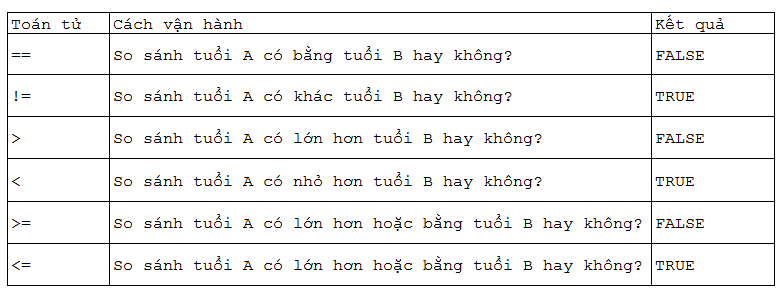 Toán tử Cách vận hành Kết quả
== So sánh tuổi A có bằng tuổi B hay không? FALSE
!= So sánh tuổi A có khác tuổi B hay không? TRUE
> So sánh tuổi A có lớn hơn tuổi B hay không? FALSE
< So sánh tuổi A có nhỏ hơn tuổi B hay không? TRUE
>= So sánh tuổi A có lớn hơn hoặc bằng tuổi B hay không? FALSE
<= So sánh tuổi A có lớn hơn hoặc bằng tuổi B hay không? TRUE